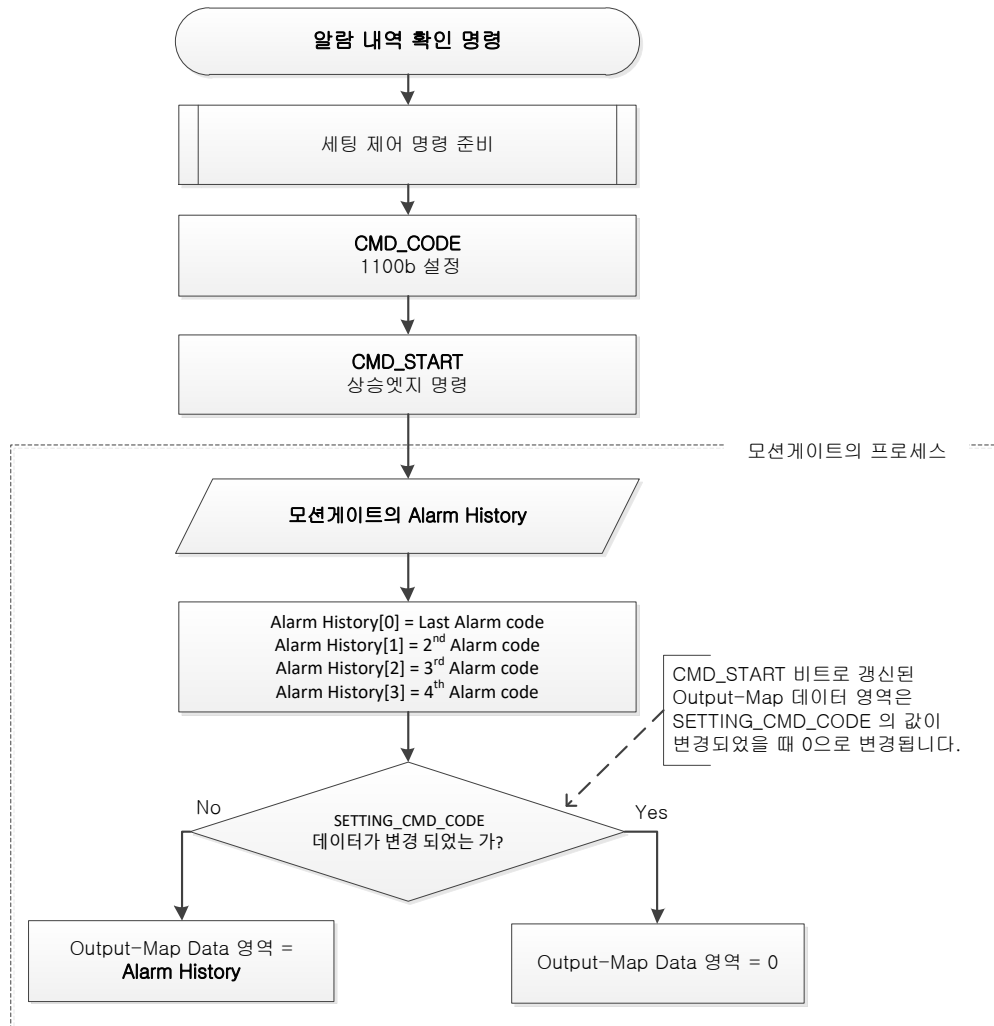 알람 내역 확인 명령
세팅 제어 명령 준비
CMD_CODE
1100b 설정
CMD_START
상승엣지 명령
모션게이트의 프로세스
모션게이트의 Alarm History
Alarm History[0] = Last Alarm code
Alarm History[1] = 2nd Alarm code
Alarm History[2] = 3rd Alarm code
Alarm History[3] = 4th Alarm code
CMD_START 비트로 갱신된
Output-Map 데이터 영역은
SETTING_CMD_CODE 의 값이
변경되었을 때 0으로 변경됩니다.
No
Yes
SETTING_CMD_CODE
데이터가 변경 되었는 가?
Output-Map Data 영역 =
Alarm History
Output-Map Data 영역 = 0